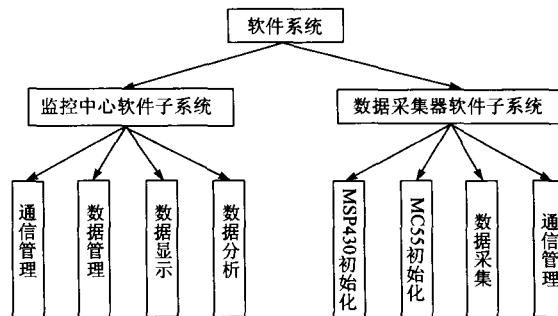 软件系统
监控中心软件子系统
数据采集器软件子系统
通信管理
数据管理
数据显示
数据分析
MSP430初始化
MC55初始化
数据采集
通信管理